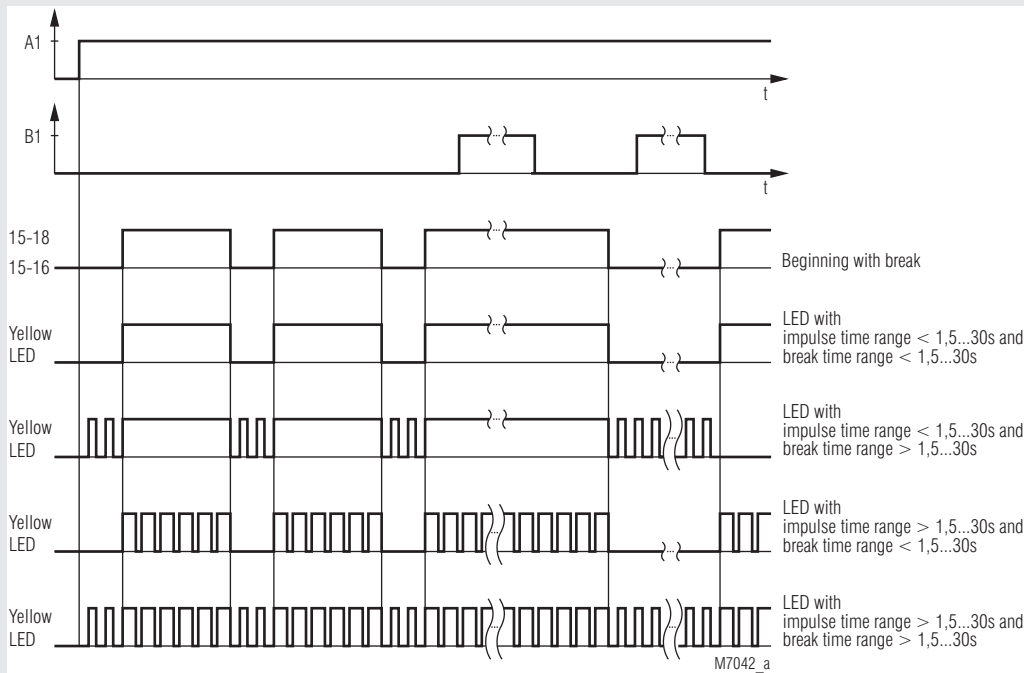 A1
t
B1
t
15-18
15-16
Beginning with break
Yellow
LED
LED with
impulse time range < 1,5...30s and
break time range < 1,5...30s
Yellow
LED
LED with
impulse time range < 1,5...30s and
break time range > 1,5...30s
Yellow
LED
LED with
impulse time range > 1,5...30s and
break time range < 1,5...30s
Yellow
LED
LED with
impulse time range > 1,5...30s and
break time range > 1,5...30s
M7042_a